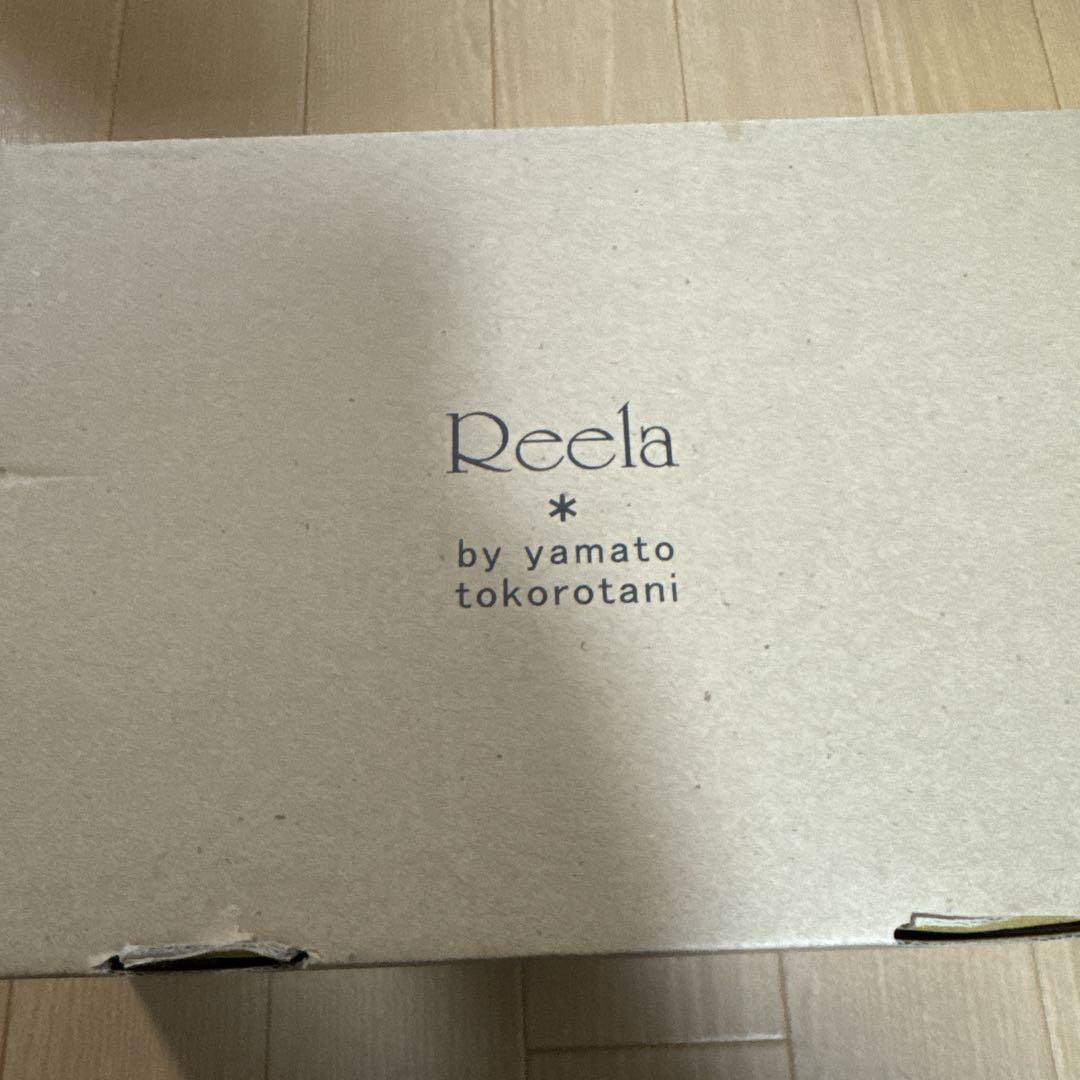 Reela
*
by yamato
tokorotani